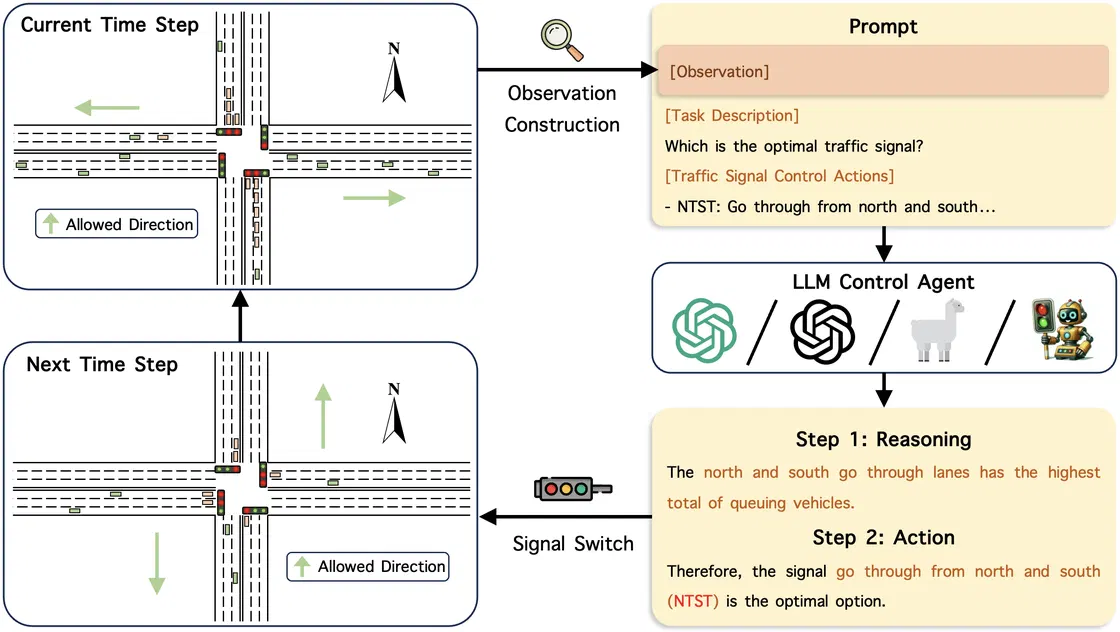 Current Time Step
N
Allowed Direction
Observation
Construction
Prompt
[Observation]
[Task Description]
Which is the optimal traffic signal?
[Traffic Signal Control Actions]
- NTST: Go through from north and south...
LLM Control Agent
Step 1: Reasoning
The north and south go through lanes has the highest
total of queuing vehicles.
Step 2: Action
Therefore, the signal go through from north and south
(NTST) is the optimal option.
Signal Switch
Next Time Step
N
Allowed Direction